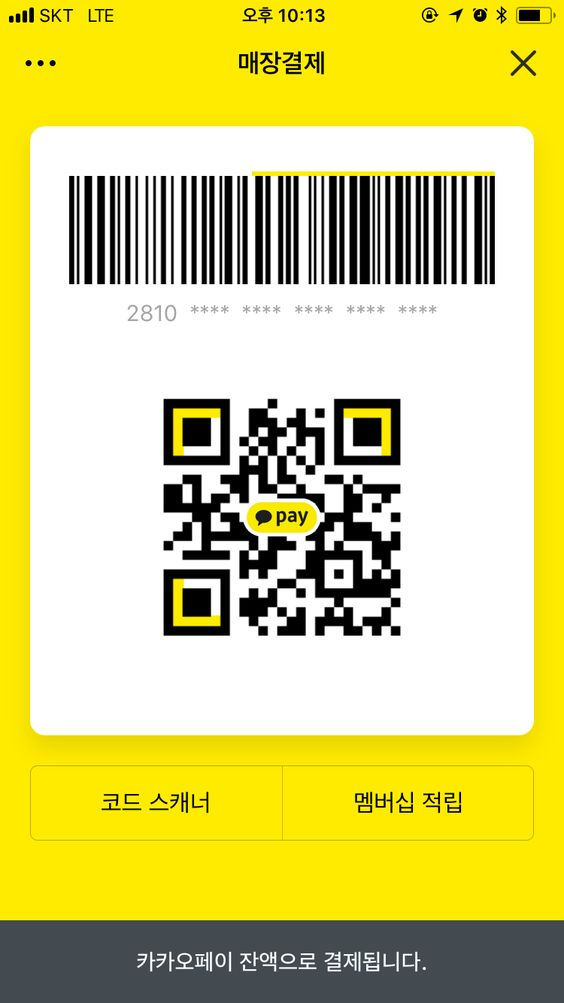 SKT LTE 오후 10:13
매장결제
2810 **** **** **** **** ****
pay
코드 스캐너 멤버십 적립
카카오페이 잔액으로 결제됩니다.